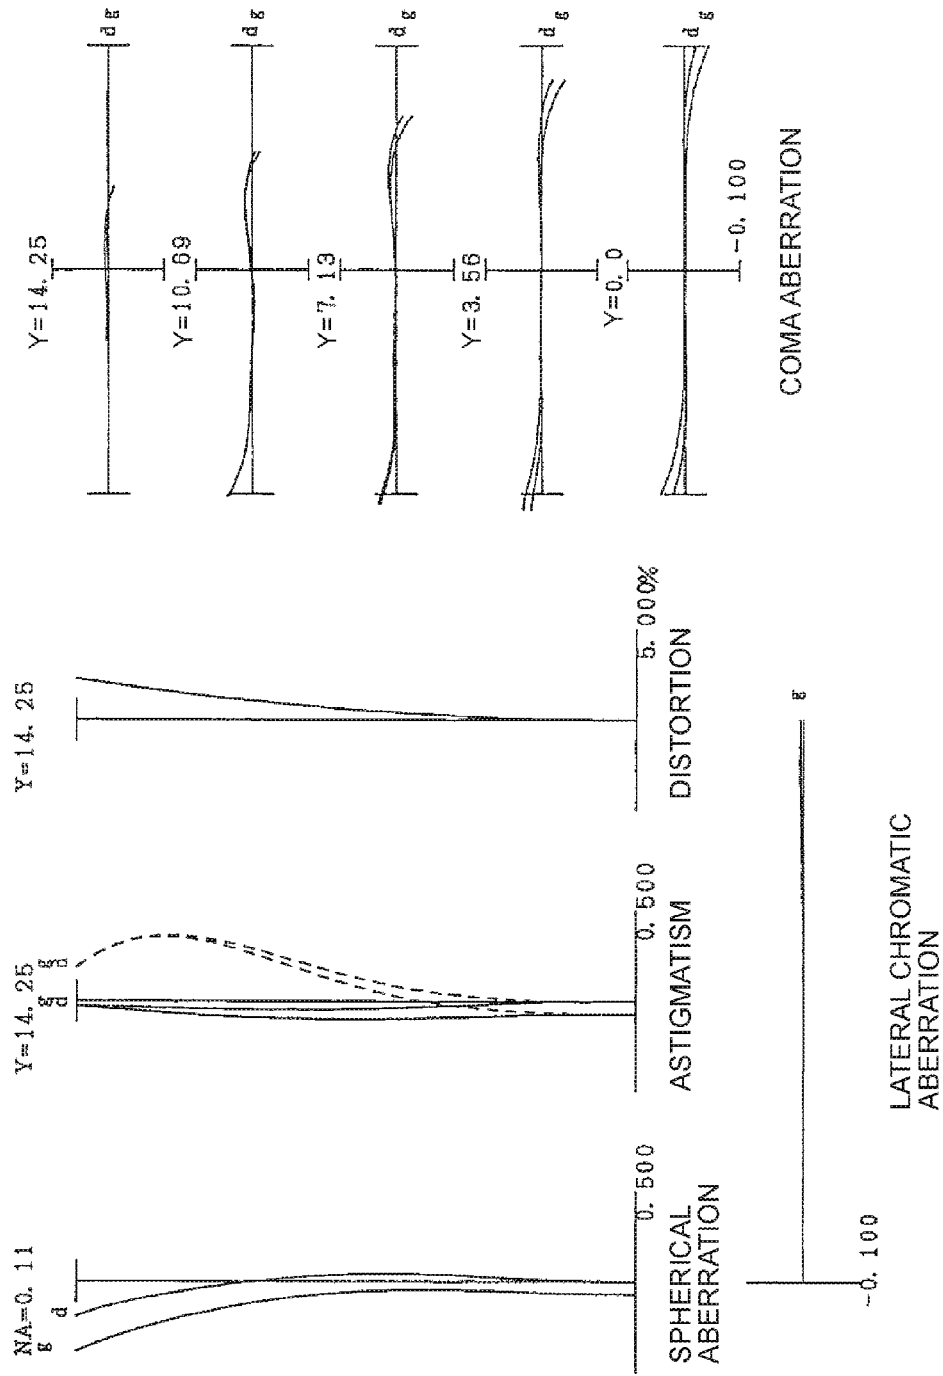 NA=0. 11
g
d
0. 500
SPHERICAL
ABERRATION
Y=14. 25
g
d
g
d
0. 500
ASTIGMATISM
Y=14. 25
5. 000%
DISTORTION
g
-0. 100
LATERAL CHROMATIC
ABERRATION
Y=14. 25
d
g
Y=10. 69
d
g
Y=7. 13
d
g
Y=3. 56
d
g
Y=0. 0
d
g
-0. 100
COMA ABERRATION